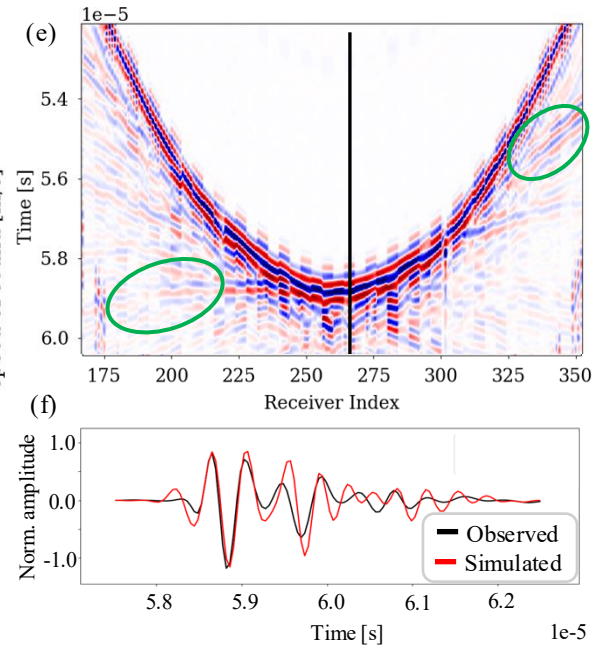 (e)
1e−5
Time [s]
5.4
5.6
5.8
6.0
175 200 225 250 275 300 325 350
Receiver Index
(f)
Norm. amplitude
1.0
0.0
-1.0
Observed
Simulated
5.8 5.9 6.0 6.1 6.2
Time [s]
1e-5